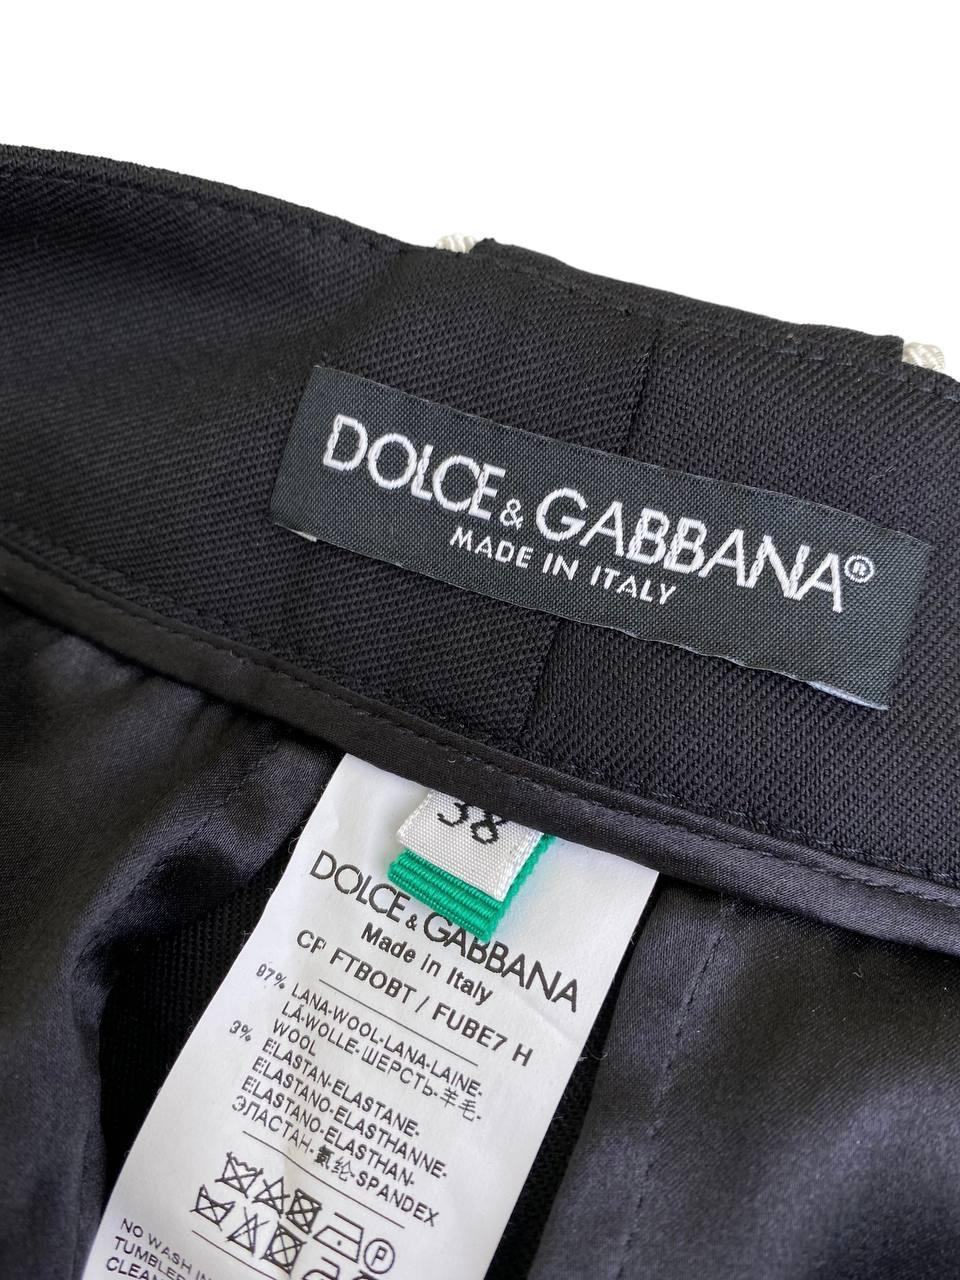 DOLCE & GABBANA®
MADE IN ITALY
38
DOLCE & GABBANA
Made in Italy
CP FTBOBT / FUBE7 H
97% LANA-WOOL-LANA-LAINE-
LÃ-WOLLE-ШЕРСТЬ-羊毛-
WOOL
3% ELASTAN-ELASTANE-
ELASTANO-ELASTHANNE-
ELASTANO-ELASTHAN-
ЭЛАСТАН-氨纶-SPANDEX
P
NO WASH IN
TUMBLE
CLEAN